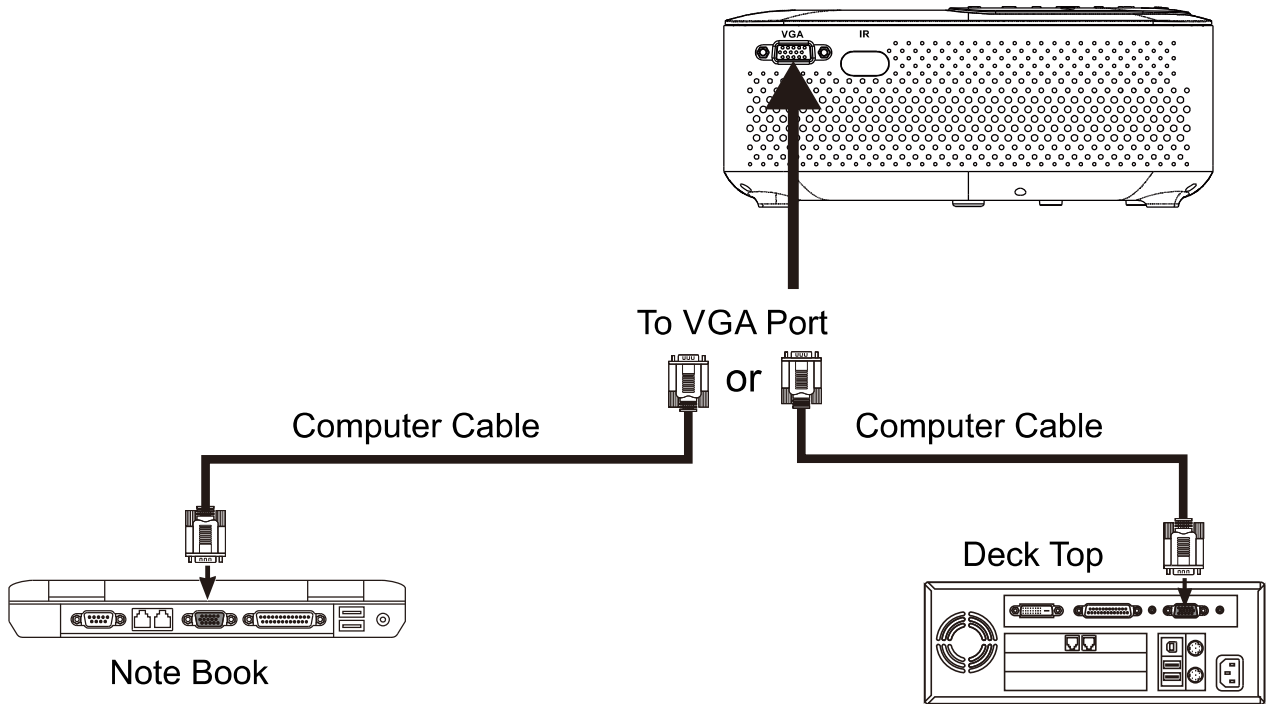 VGA
IR
To VGA Port
or
Computer Cable
Computer Cable
Deck Top
Note Book